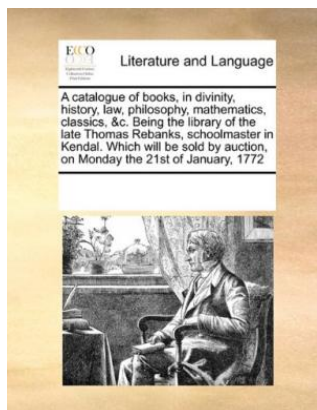 ECCO
Literature and Language
A catalogue of books, in divinity,
history, law, philosophy, mathematics,
classics, &c. Being the library of the
late Thomas Rebanks, schoolmaster in
Kendal. Which will be sold by auction,
on Monday the 21st of January, 1772